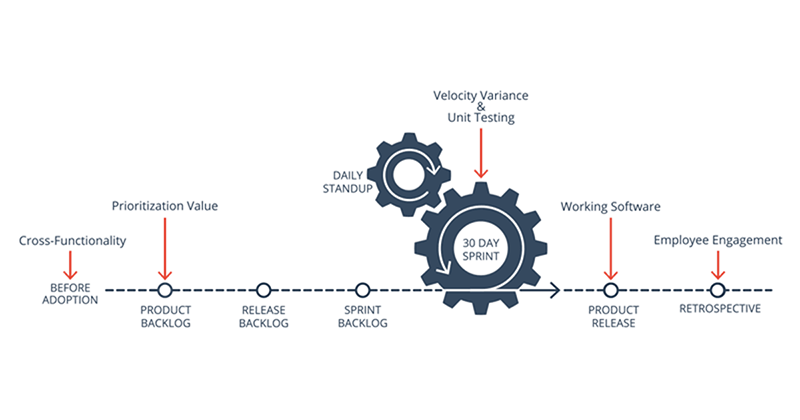 Velocity Variance
&
Unit Testing
DAILY
STANDUP
Prioritization Value
Working Software
Cross-Functionality
30 DAY
SPRINT
Employee Engagement
BEFORE
ADOPTION
PRODUCT
BACKLOG
RELEASE
BACKLOG
SPRINT
BACKLOG
PRODUCT
RELEASE
RETROSPECTIVE